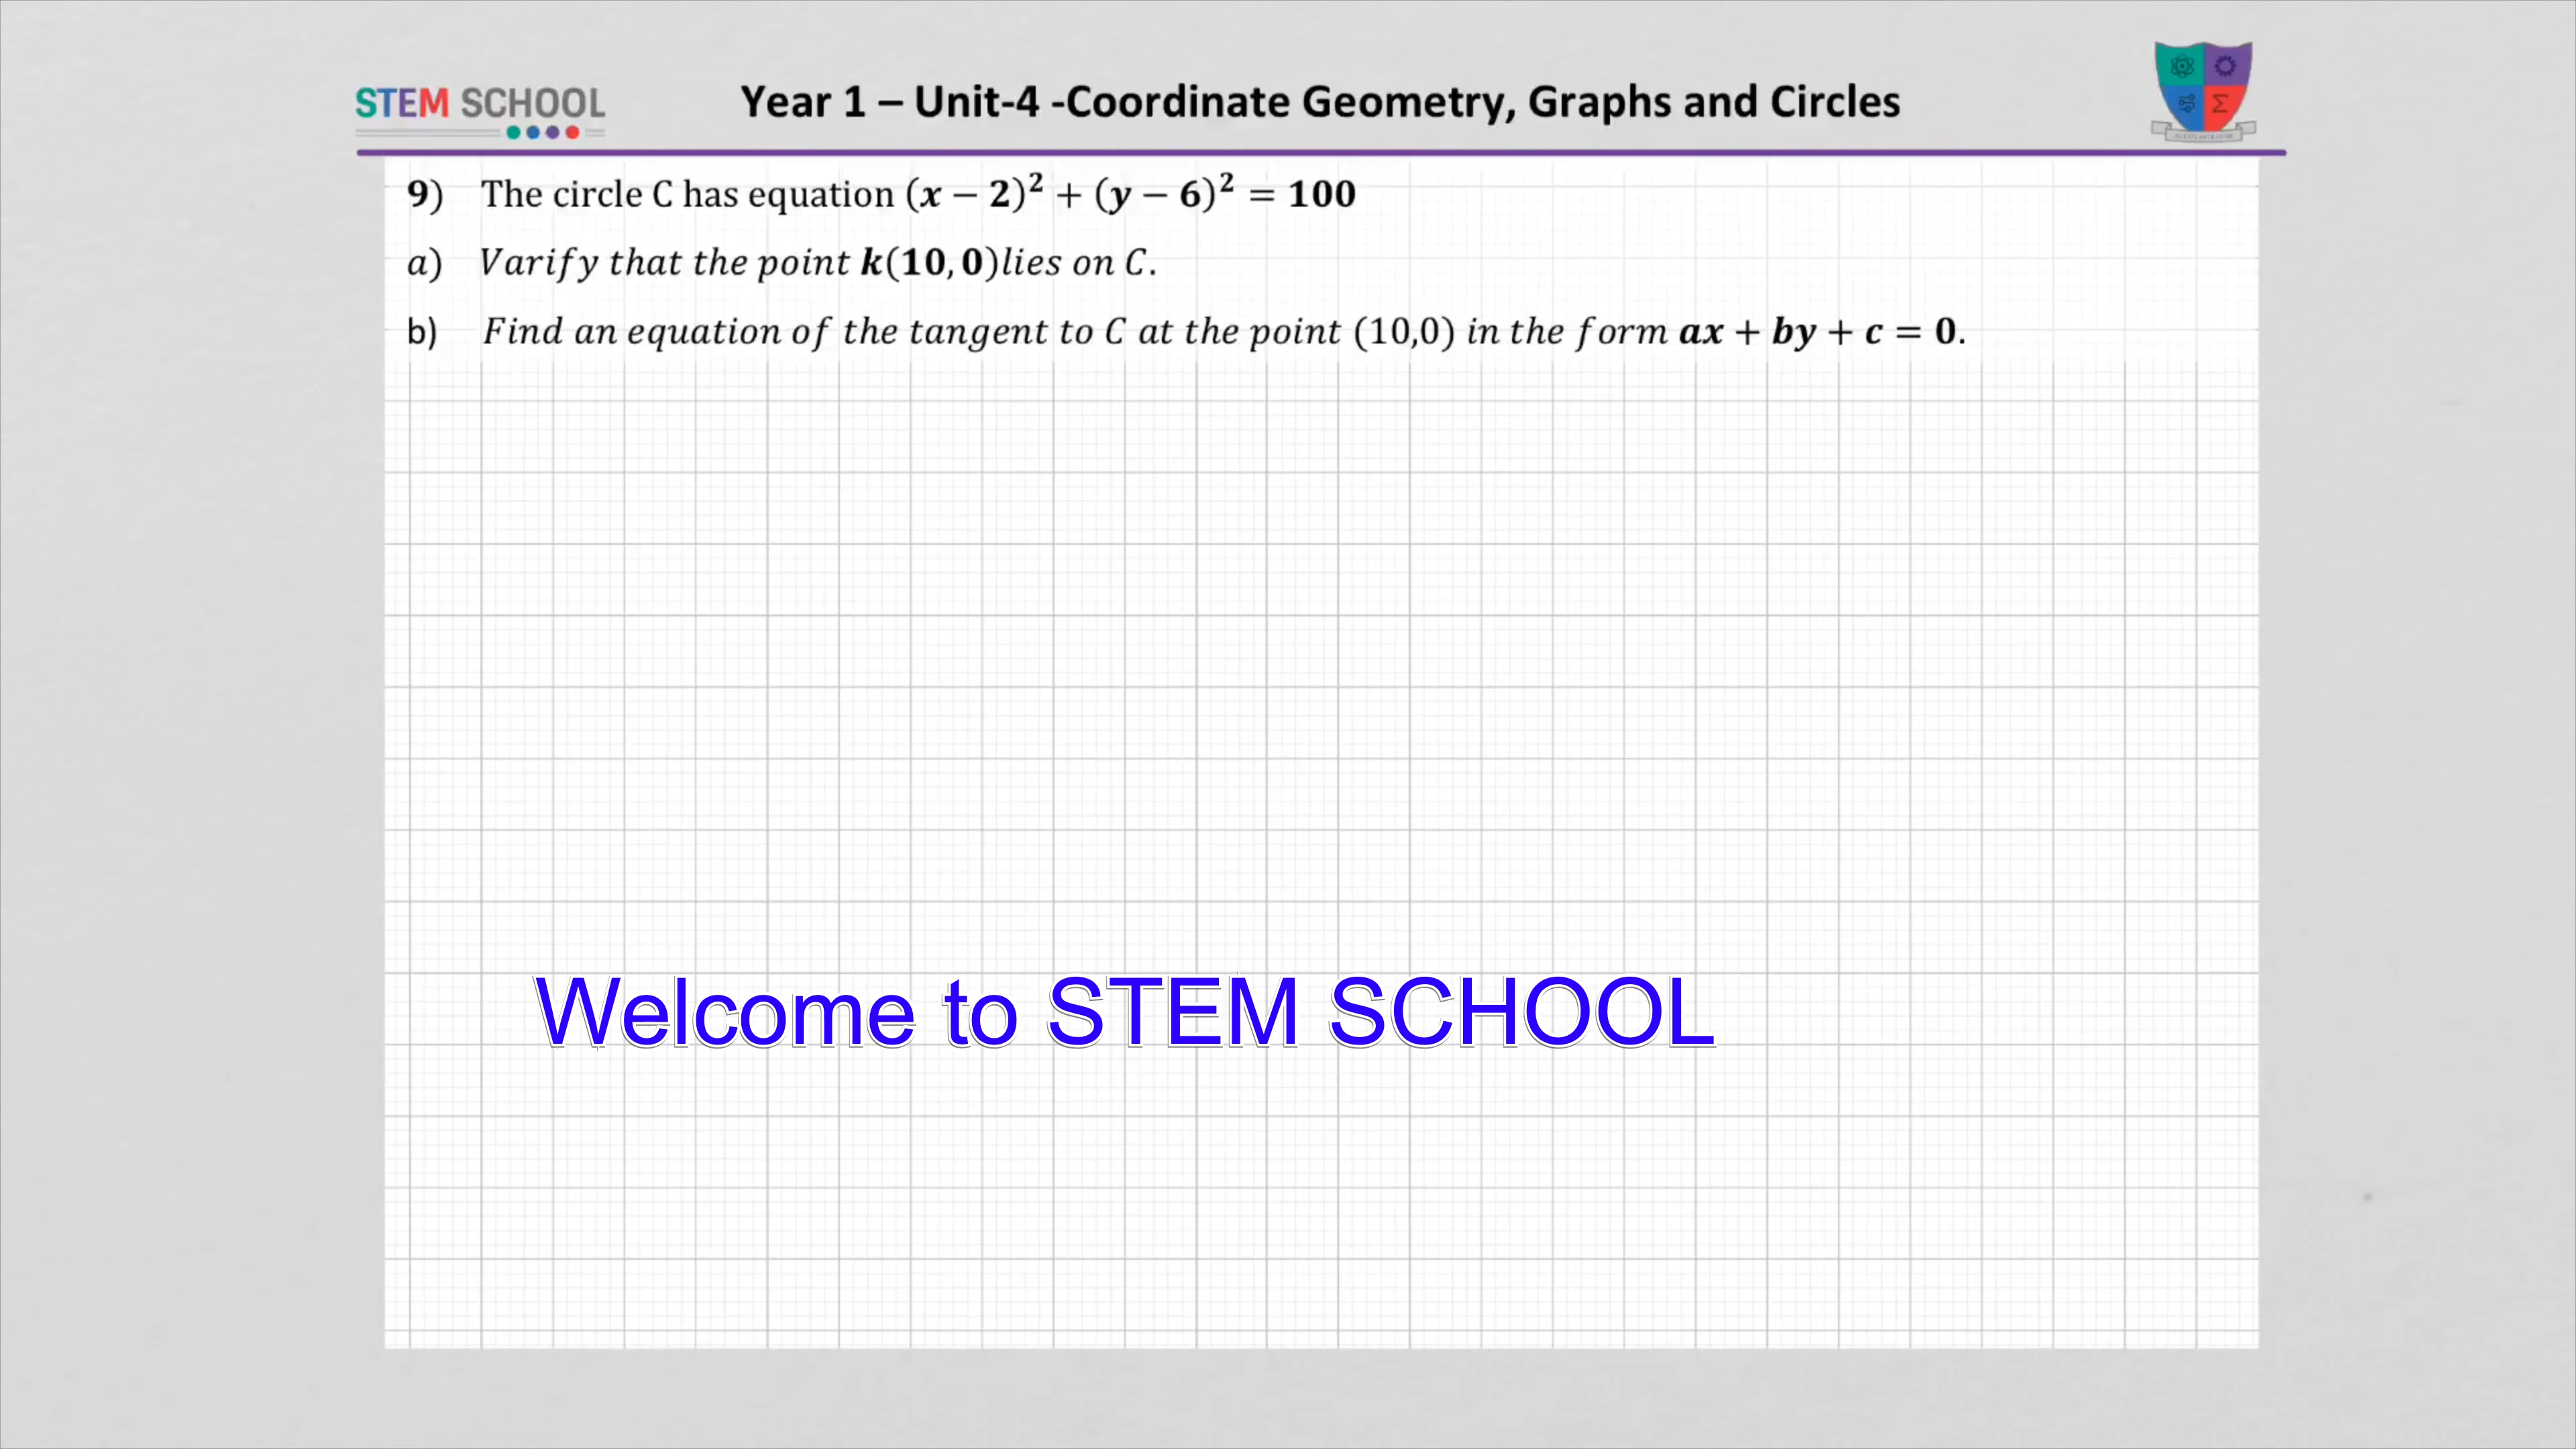 STEM SCHOOL
Year 1 – Unit-4 -Coordinate Geometry, Graphs and Circles
9) The circle C has equation (x − 2)² + (y − 6)² = 100
a) Varify that the point k(10,0)lies on C.
b) Find an equation of the tangent to C at the point (10,0) in the form ax + by + c = 0.
Welcome to STEM SCHOOL